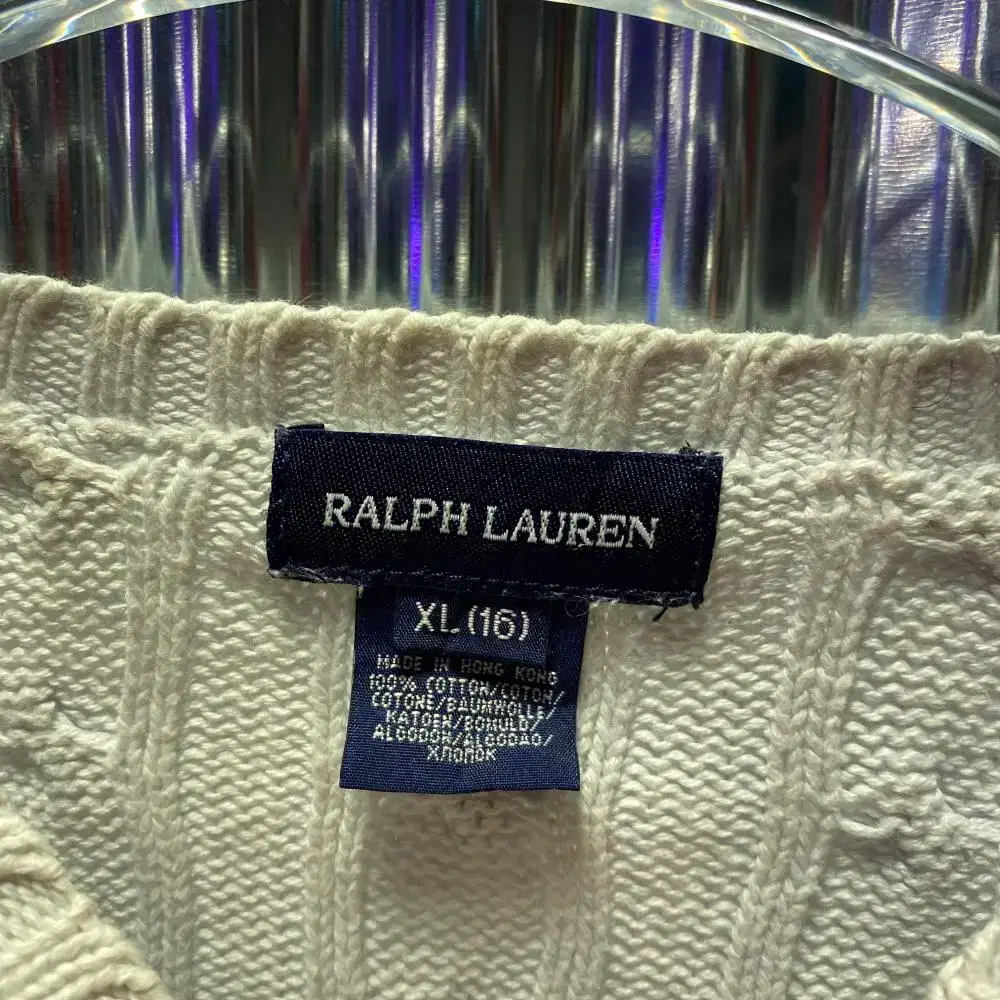 RALPH LAUREN
XL (16)
MADE IN HONG KONG
100% COTTON/COTON/
COTONE/BAUMWOLLE/
KATOEN/BOMULD/
ALGODON/ALGODAO/
ХЛОПОК